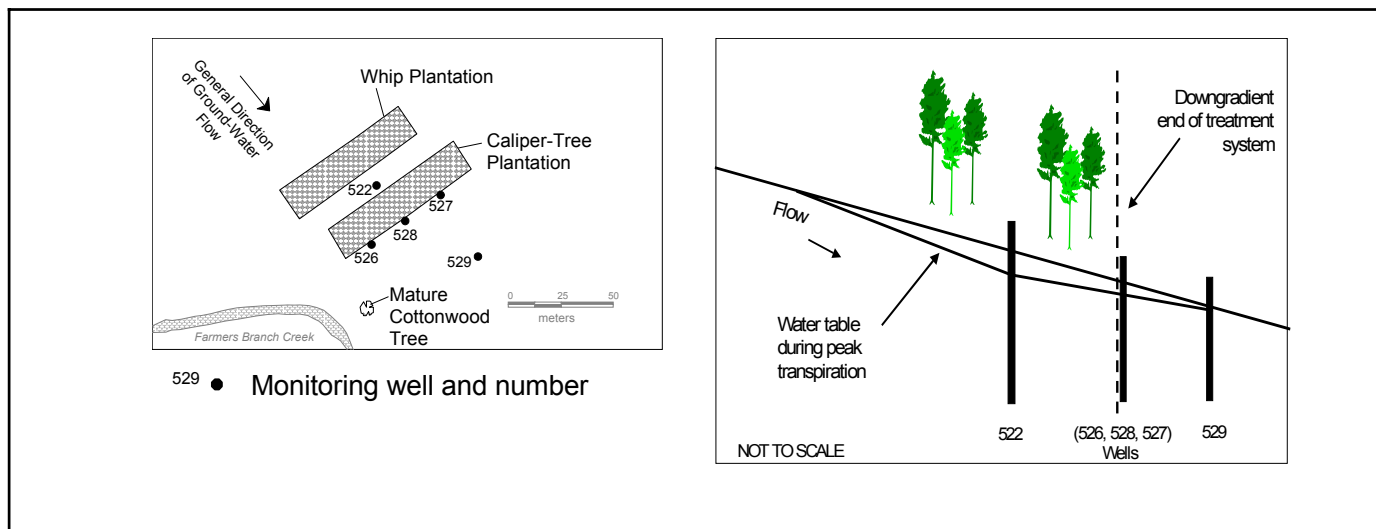 General Direction
of Ground-Water
Flow
Whip Plantation
Caliper-Tree
Plantation
522
527
528
526
529
Mature
Cottonwood
Tree
0 25 50
meters
Farmers Branch Creek
529 Monitoring well and number
Downgradient
end of treatment
system
Flow
Water table
during peak
transpiration
522
(526, 528, 527)
Wells
529
NOT TO SCALE